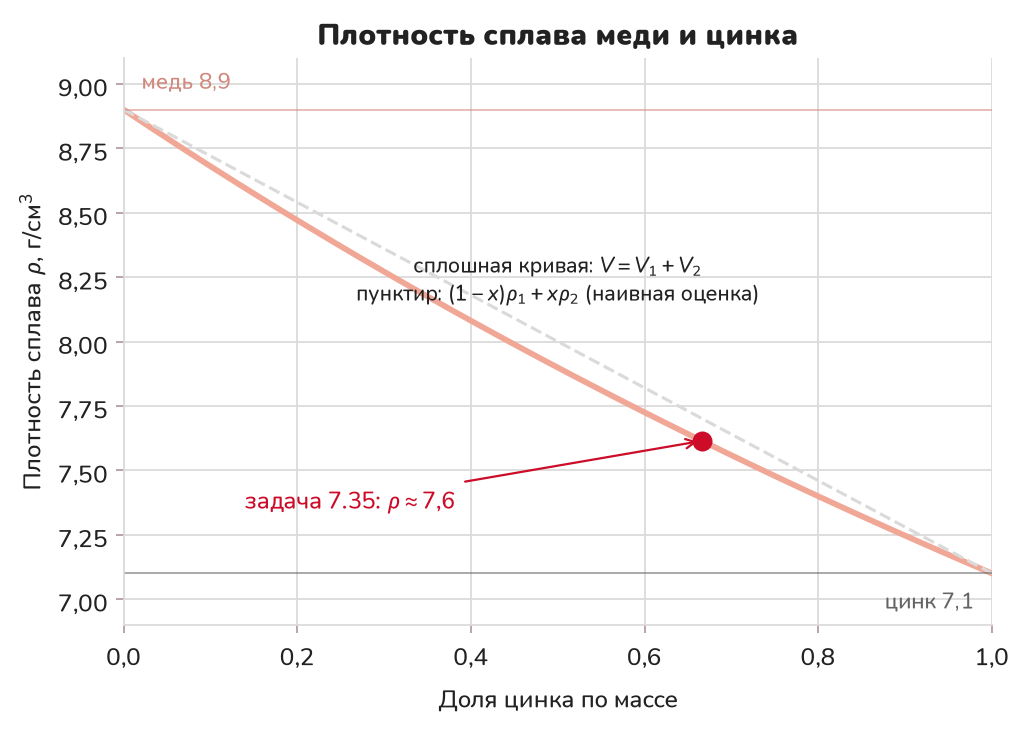 Плотность сплава меди и цинка
Плотность сплава ρ, г/см³
9,00
8,75
8,50
8,25
8,00
7,75
7,50
7,25
7,00
медь 8,9
сплошная кривая: V = V₁ + V₂
пунктир: (1 − x)ρ₁ + xρ₂ (наивная оценка)
задача 7.35: ρ ≈ 7,6
цинк 7,1
0,0
0,2
0,4
0,6
0,8
1,0
Доля цинка по массе